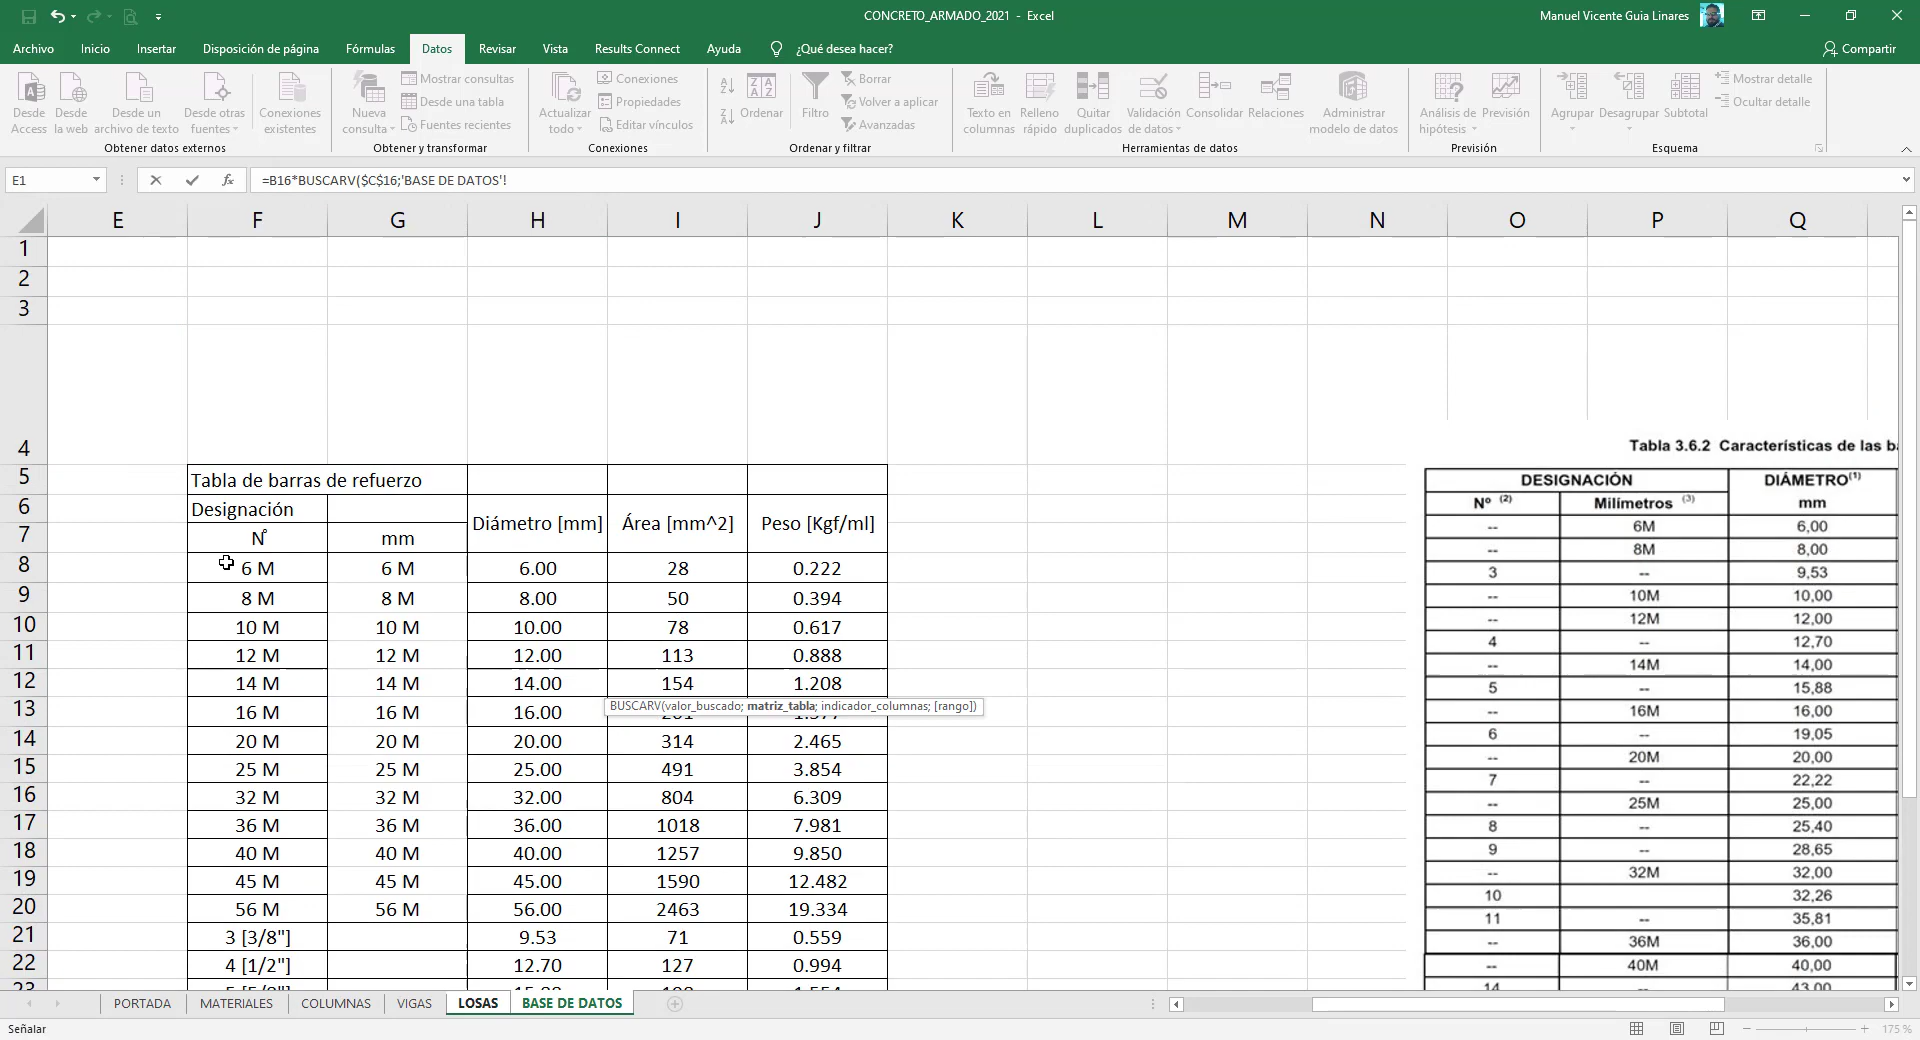 CONCRETO_ARMADO_2021 - Excel
Manuel Vicente Guia Linares
Archivo Inicio Insertar Disposición de página Fórmulas Datos Revisar Vista Results Connect Ayuda ¿Qué desea hacer? Compartir
Desde Access
Desde la web
Desde un archivo de texto
Desde otras fuentes
Conexiones existentes
Obtener datos externos
Nueva consulta
Mostrar consultas
Desde una tabla
Fuentes recientes
Obtener y transformar
Actualizar todo
Conexiones
Propiedades
Editar vínculos
Conexiones
Ordenar
Filtro
Borrar
Volver a aplicar
Avanzadas
Ordenar y filtrar
Texto en columnas
Relleno rápido
Quitar duplicados
Validación de datos
Consolidar
Relaciones
Administrar modelo de datos
Herramientas de datos
Análisis de hipótesis
Previsión
Previsión
Agrupar
Desagrupar
Subtotal
Mostrar detalle
Ocultar detalle
Esquema
E1 fx =B16*BUSCARV($C$16;'BASE DE DATOS'!
E F G H I J K L M N O P Q
1
2
3
4 Tabla 3.6.2 Características de las ba
5 Tabla de barras de refuerzo
6 Designación
Diámetro [mm] Área [mm^2] Peso [Kgf/ml]
7 N° mm
8 6 M 6 M 6.00 28 0.222
9 8 M 8 M 8.00 50 0.394
10 10 M 10 M 10.00 78 0.617
11 12 M 12 M 12.00 113 0.888
12 14 M 14 M 14.00 154 1.208
BUSCARV(valor_buscado; matriz_tabla; indicador_columnas; [rango])
13 16 M 16 M 16.00
14 20 M 20 M 20.00 314 2.465
15 25 M 25 M 25.00 491 3.854
16 32 M 32 M 32.00 804 6.309
17 36 M 36 M 36.00 1018 7.981
18 40 M 40 M 40.00 1257 9.850
19 45 M 45 M 45.00 1590 12.482
20 56 M 56 M 56.00 2463 19.334
21 3 [3/8"] 9.53 71 0.559
22 4 [1/2"] 12.70 127 0.994
DESIGNACIÓN DIÁMETRO(1)
Nº (2) Milímetros (3) mm
-- 6M 6,00
-- 8M 8,00
3 -- 9,53
-- 10M 10,00
-- 12M 12,00
4 -- 12,70
-- 14M 14,00
5 -- 15,88
-- 16M 16,00
6 -- 19,05
-- 20M 20,00
7 -- 22,22
-- 25M 25,00
8 -- 25,40
9 -- 28,65
-- 32M 32,00
10 32,26
11 -- 35,81
-- 36M 36,00
-- 40M 40,00
14 43,00
PORTADA MATERIALES COLUMNAS VIGAS LOSAS BASE DE DATOS
Señalar
175 %